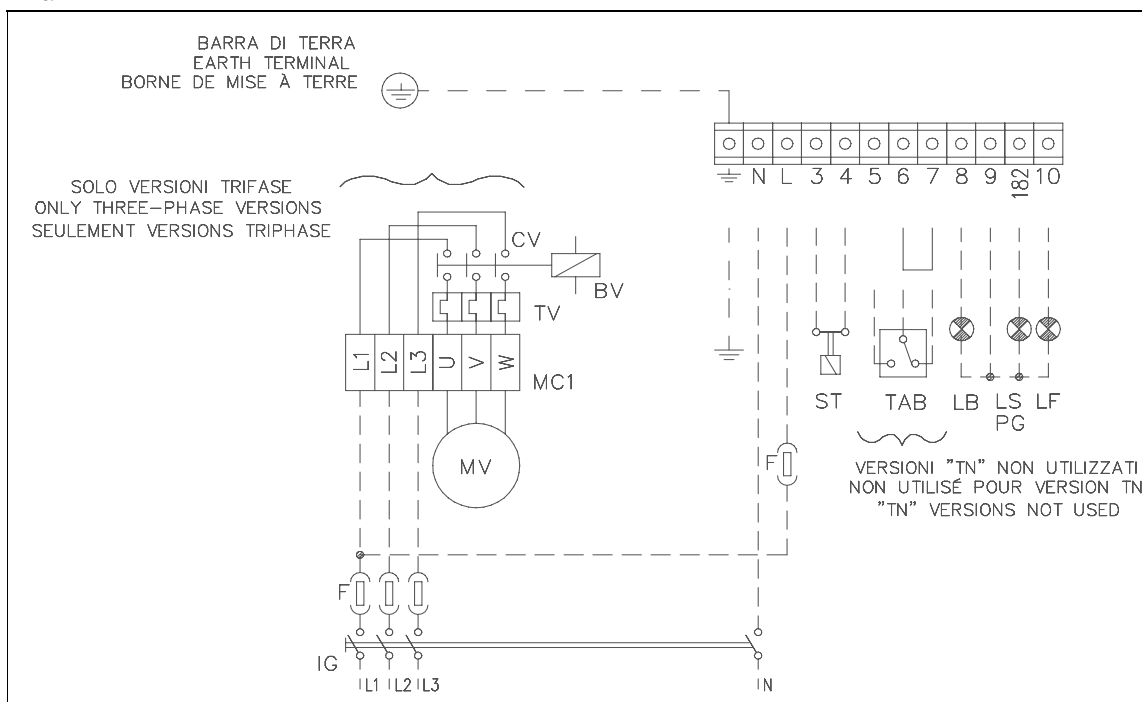 BARRA DI TERRA
EARTH TERMINAL
BORNE DE MISE À TERRE
N L 3 4 5 6 7 8 9 182 10
SOLO VERSIONI TRIFASE
ONLY THREE-PHASE VERSIONS
SEULEMENT VERSIONS TRIPHASE
CV
BV
TV
L1 L2 L3 U V W
MC1
MV
ST TAB LB LS LF
PG
F
VERSIONI "TN" NON UTILIZZATI
NON UTILISÉ POUR VERSION TN
"TN" VERSIONS NOT USED
F
IG
L1 L2 L3 N